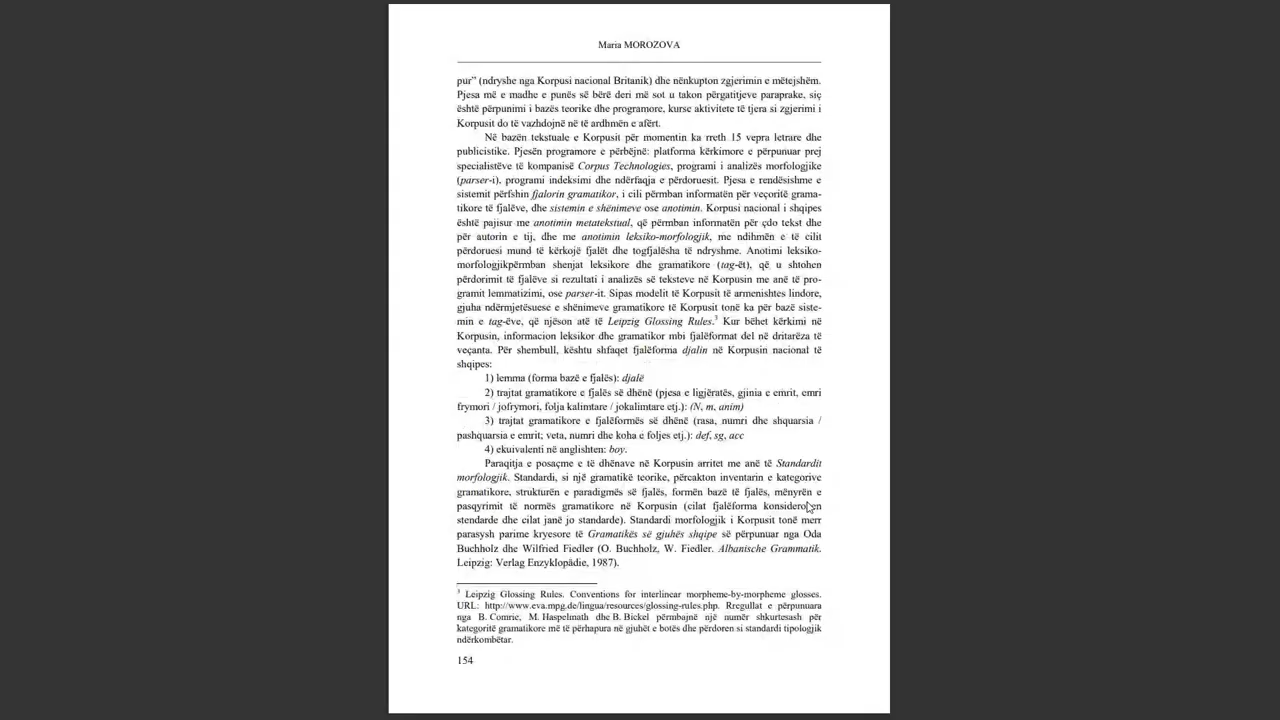 Maria MOROZOVA
pur" (ndryshe nga Korpusi nacional Britanik) dhe nënkupton zgjerimin e mëtejshëm.
Pjesa më e madhe e punës së bërë deri më sot u takon përgatitjeve paraprake, siç
është përpunimi i bazës teorike dhe programore, kurse aktivitete të tjera si zgjerimi i
Korpusit do të vazhdojnë në të ardhmën e afërt.
Në bazën tekstuale e Korpusit për momentin ka rreth 15 vepra letrare dhe
publicistike. Pjesën programore e përbëjnë: platforma kërkimore e përpunuar prej
specialistëve të kompanisë Corpus Technologies, programi i analizës morfologjike
(parser-i), programi indeksimi dhe ndërfaqja e përdoruesit. Pjesa e rendësishme e
sistemit përfshin fjalorin gramatikor, i cili përmban informatën për veçoritë grama-
tikore të fjalëve, dhe sistemin e shënimeve ose anotimin. Korpusi nacional i shqipes
është pajisur me anotimin metatekstual, që përmban informatën për çdo tekst dhe
për autorin e tij, dhe me anotimin leksiko-morfologjik, me ndihmën e të cilit
përdoruesi mund të kërkojë fjalët dhe togfjalësha të ndryshme. Anotimi leksiko-
morfologjikpërmban shenjat leksikore dhe gramatikore (tag-ët), që u shtohen
përdorimit të fjalëve si rezultati i analizës së teksteve në Korpusin me anë të pro-
gramit lemmatizimi, ose parser-it. Sipas modelit të Korpusit të armenishtes lindore,
gjuha ndërmjetësuese e shënimeve gramatikore të Korpusit tonë ka për bazë siste-
min e tag-ëve, që njëson atë të Leipzig Glossing Rules.3 Kur bëhet kërkimi në
Korpusin, informacion leksikor dhe gramatikor mbi fjalëformat del në dritarëza të
veçanta. Për shembull, kështu shfaqet fjalëforma djalin në Korpusin nacional të
shqipes:
1) lemma (forma bazë e fjalës): djalë
2) trajtat gramatikore e fjalës së dhënë (pjesa e ligjëratës, gjinia e emrit, emri
frymori / jofrymori, folja kalimtare / jokalimtare etj.): (N, m, anim)
3) trajtat gramatikore e fjalëformës së dhënë (rasa, numri dhe shquarsia /
pashquarsia e emrit; veta, numri dhe koha e foljes etj.): def, sg, acc
4) ekuivalenti në anglishten: boy.
Paraqitja e posaçme e të dhënave në Korpusin arritet me anë të Standardit
morfologjik. Standardi, si një gramatikë teorike, përcakton inventarin e kategorive
gramatikore, strukturën e paradigmës së fjalës, formën bazë të fjalës, mënyrën e
pasqyrimit të normës gramatikore në Korpusin (cilat fjalëforma konsiderohen
stendarde dhe cilat janë jo standarde). Standardi morfologjik i Korpusit tonë merr
parasysh parime kryesore të Gramatikës së gjuhës shqipe së përpunuar nga Oda
Buchholz dhe Wilfried Fiedler (O. Buchholz, W. Fiedler. Albanische Grammatik.
Leipzig: Verlag Enzyklopädie, 1987).
3 Leipzig Glossing Rules. Conventions for interlinear morpheme-by-morpheme glosses.
URL: http://www.eva.mpg.de/lingua/resources/glossing-rules.php. Rregullat e përpunuara
nga B. Comrie, M. Haspelmath dhe B. Bickel përmbajnë një numër shkurtesash për
kategoritë gramatikore më të përhapura në gjuhët e botës dhe përdoren si standardi tipologjik
ndërkombëtar.
154